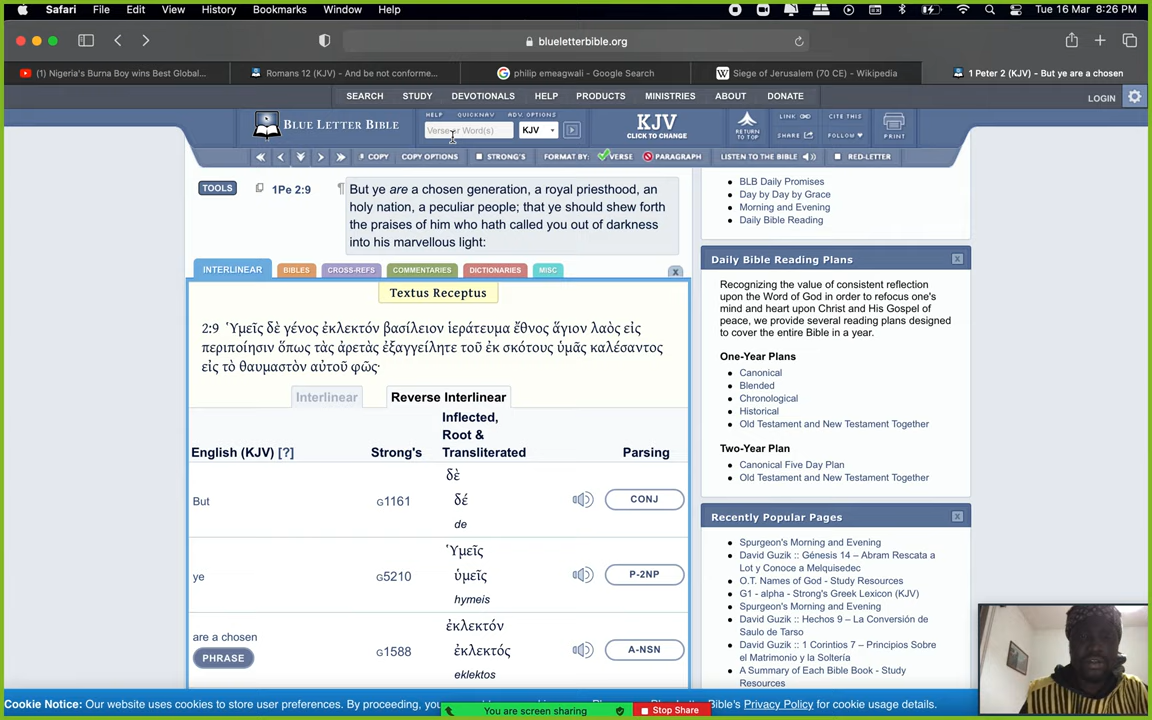 Safari File Edit View History Bookmarks Window Help Tue 16 Mar 8:26 PM
blueletterbible.org
(1) Nigeria's Burna Boy wins Best Global... Romans 12 (KJV) - And be not conforme... philip emeagwali - Google Search Siege of Jerusalem (70 CE) - Wikipedia 1 Peter 2 (KJV) - But ye are a chosen
SEARCH STUDY DEVOTIONALS HELP PRODUCTS MINISTRIES ABOUT DONATE LOGIN
BLUE LETTER BIBLE
HELP QUICKNAV ADV. OPTIONS
Verse or Word(s) KJV
KJV
CLICK TO CHANGE
RETURN TO TOP
LINK CITE THIS
SHARE FOLLOW
PRINT
COPY COPY OPTIONS STRONG'S FORMAT BY: VERSE PARAGRAPH LISTEN TO THE BIBLE RED-LETTER
TOOLS 1Pe 2:9 ¶ But ye are a chosen generation, a royal priesthood, an
holy nation, a peculiar people; that ye should shew forth
the praises of him who hath called you out of darkness
into his marvellous light:
INTERLINEAR BIBLES CROSS-REFS COMMENTARIES DICTIONARIES MISC x
Textus Receptus
2:9 Ὑμεῖς δὲ γένος ἐκλεκτόν βασίλειον ἱεράτευμα ἔθνος ἅγιον λαὸς εἰς
περιποίησιν ὅπως τὰς ἀρετὰς ἐξαγγείλητε τοῦ ἐκ σκότους ὑμᾶς καλέσαντος
εἰς τὸ θαυμαστὸν αὐτοῦ φῶς·
Interlinear Reverse Interlinear
English (KJV) [?] Strong's Inflected,
Root &
Transliterated Parsing
But G1161 δὲ
δέ
de CONJ
ye G5210 Ὑμεῖς
ὑμεῖς
hymeis P-2NP
are a chosen
PHRASE G1588 ἐκλεκτόν
ἐκλεκτός
eklektos A-NSN
BLB Daily Promises
Day by Day by Grace
Morning and Evening
Daily Bible Reading
Daily Bible Reading Plans x
Recognizing the value of consistent reflection
upon the Word of God in order to refocus one's
mind and heart upon Christ and His Gospel of
peace, we provide several reading plans designed
to cover the entire Bible in a year.
One-Year Plans
Canonical
Blended
Chronological
Historical
Old Testament and New Testament Together
Two-Year Plan
Canonical Five Day Plan
Old Testament and New Testament Together
Recently Popular Pages x
Spurgeon's Morning and Evening
David Guzik :: Génesis 14 – Abram Rescata a
Lot y Conoce a Melquisedec
O.T. Names of God - Study Resources
G1 - alpha - Strong's Greek Lexicon (KJV)
Spurgeon's Morning and Evening
David Guzik :: Hechos 9 – La Conversión de
Saulo de Tarso
David Guzik :: 1 Corintios 7 – Principios Sobre
el Matrimonio y la Soltería
A Summary of Each Bible Book - Study
Resources
Cookie Notice: Our website uses cookies to store user preferences. By proceeding, you Bible's Privacy Policy for cookie usage details.
You are screen sharing Stop Share